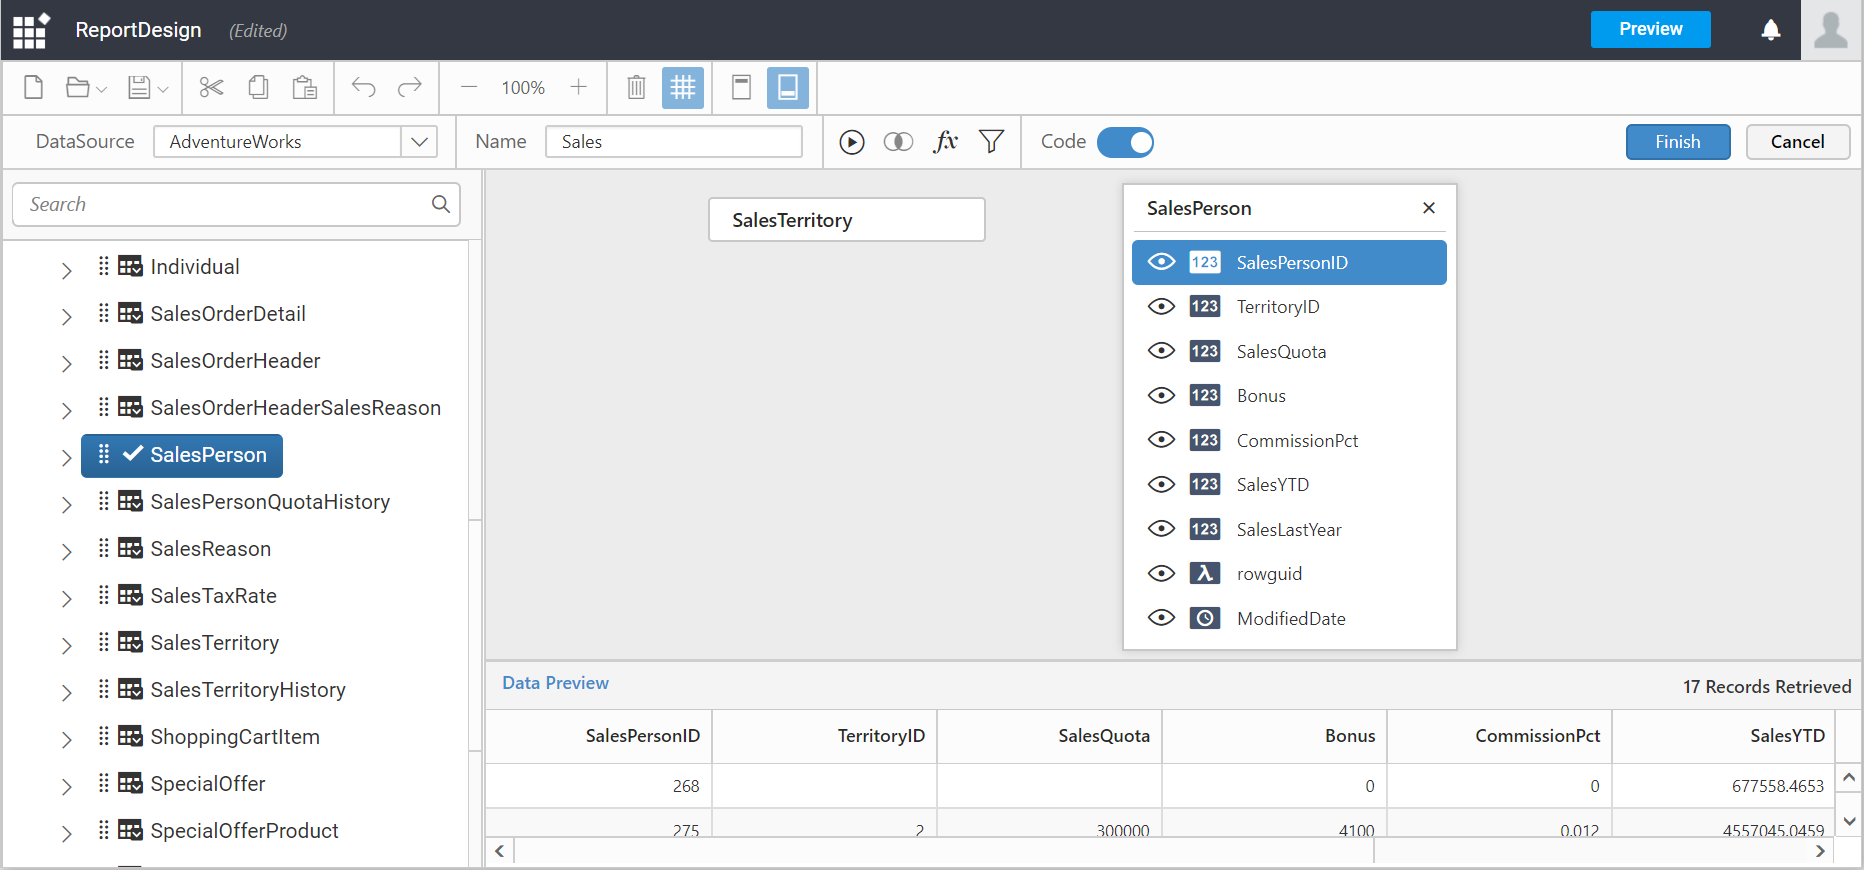 ReportDesign (Edited) Preview
100%
DataSource AdventureWorks Name Sales fx Code Finish Cancel
Search
Individual
SalesOrderDetail
SalesOrderHeader
SalesOrderHeaderSalesReason
SalesPerson
SalesPersonQuotaHistory
SalesReason
SalesTaxRate
SalesTerritory
SalesTerritoryHistory
ShoppingCartItem
SpecialOffer
SpecialOfferProduct
SalesTerritory
SalesPerson
123 SalesPersonID
123 TerritoryID
123 SalesQuota
123 Bonus
123 CommissionPct
123 SalesYTD
123 SalesLastYear
λ rowguid
ModifiedDate
Data Preview 17 Records Retrieved
SalesPersonID TerritoryID SalesQuota Bonus CommissionPct SalesYTD
268 0 0 677558.4653
275 2 300000 4100 0.012 4557045.0459